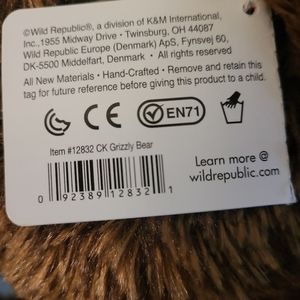 ©Wild Republic®, a division of K&M International,
Inc.,1955 Midway Drive • Twinsburg, OH 44087
Wild Republic Europe (Denmark) ApS, Fynsvej 60,
DK-5500 Middelfart, Denmark • All rights reserved
All New Materials • Hand-Crafted • Remove and retain this
tag for future reference before giving this product to a child.
CE
EN71
Item #12832 CK Grizzly Bear
Learn more @
wildrepublic.com
0 92389 12832 1